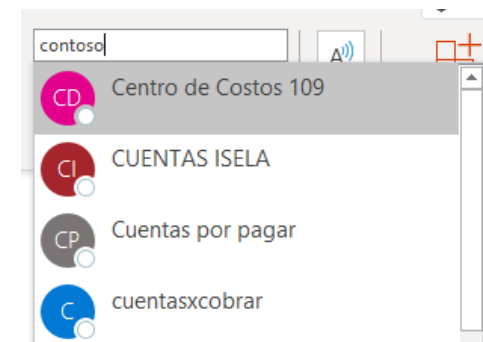 contoso
A
CD
Centro de Costos 109
CI
CUENTAS ISELA
CP
Cuentas por pagar
C
cuentasxcobrar